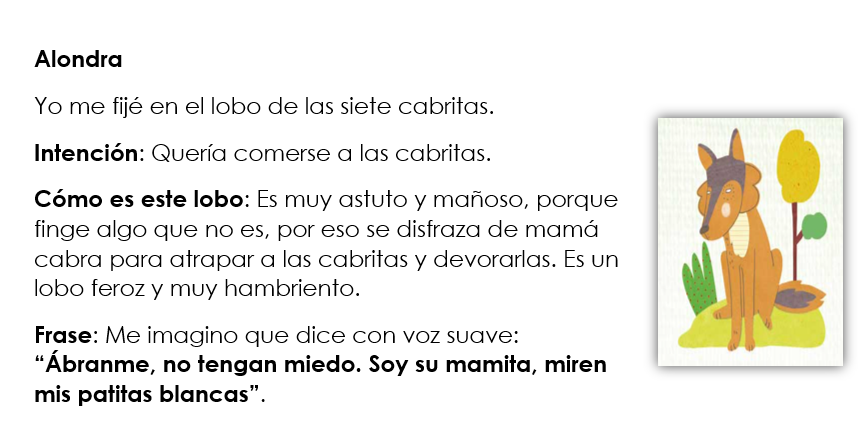 Alondra
Yo me fijé en el lobo de las siete cabritas.
Intención: Quería comerse a las cabritas.
Cómo es este lobo: Es muy astuto y mañoso, porque
finge algo que no es, por eso se disfraza de mamá
cabra para atrapar a las cabritas y devorarlas. Es un
lobo feroz y muy hambriento.
Frase: Me imagino que dice con voz suave:
“Ábranme, no tengan miedo. Soy su mamita, miren
mis patitas blancas”.